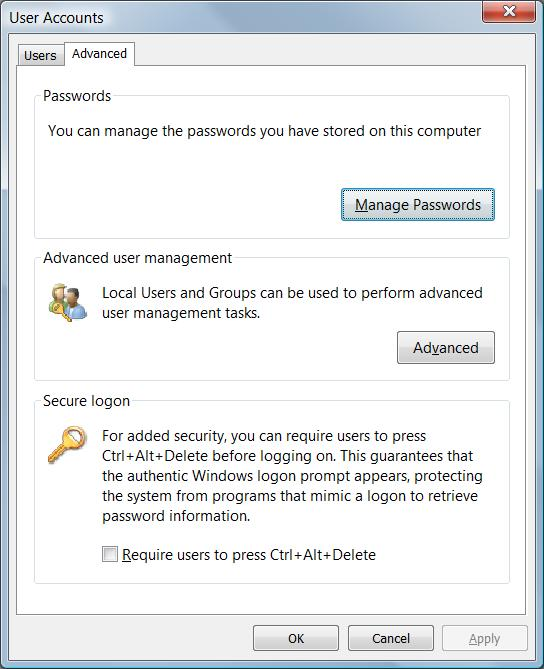 User Accounts
Users
Advanced
Passwords
You can manage the passwords you have stored on this computer
Manage Passwords
Advanced user management
Local Users and Groups can be used to perform advanced
user management tasks.
Advanced
Secure logon
For added security, you can require users to press
Ctrl+Alt+Delete before logging on. This guarantees that
the authentic Windows logon prompt appears, protecting
the system from programs that mimic a logon to retrieve
password information.
Require users to press Ctrl+Alt+Delete
OK
Cancel
Apply